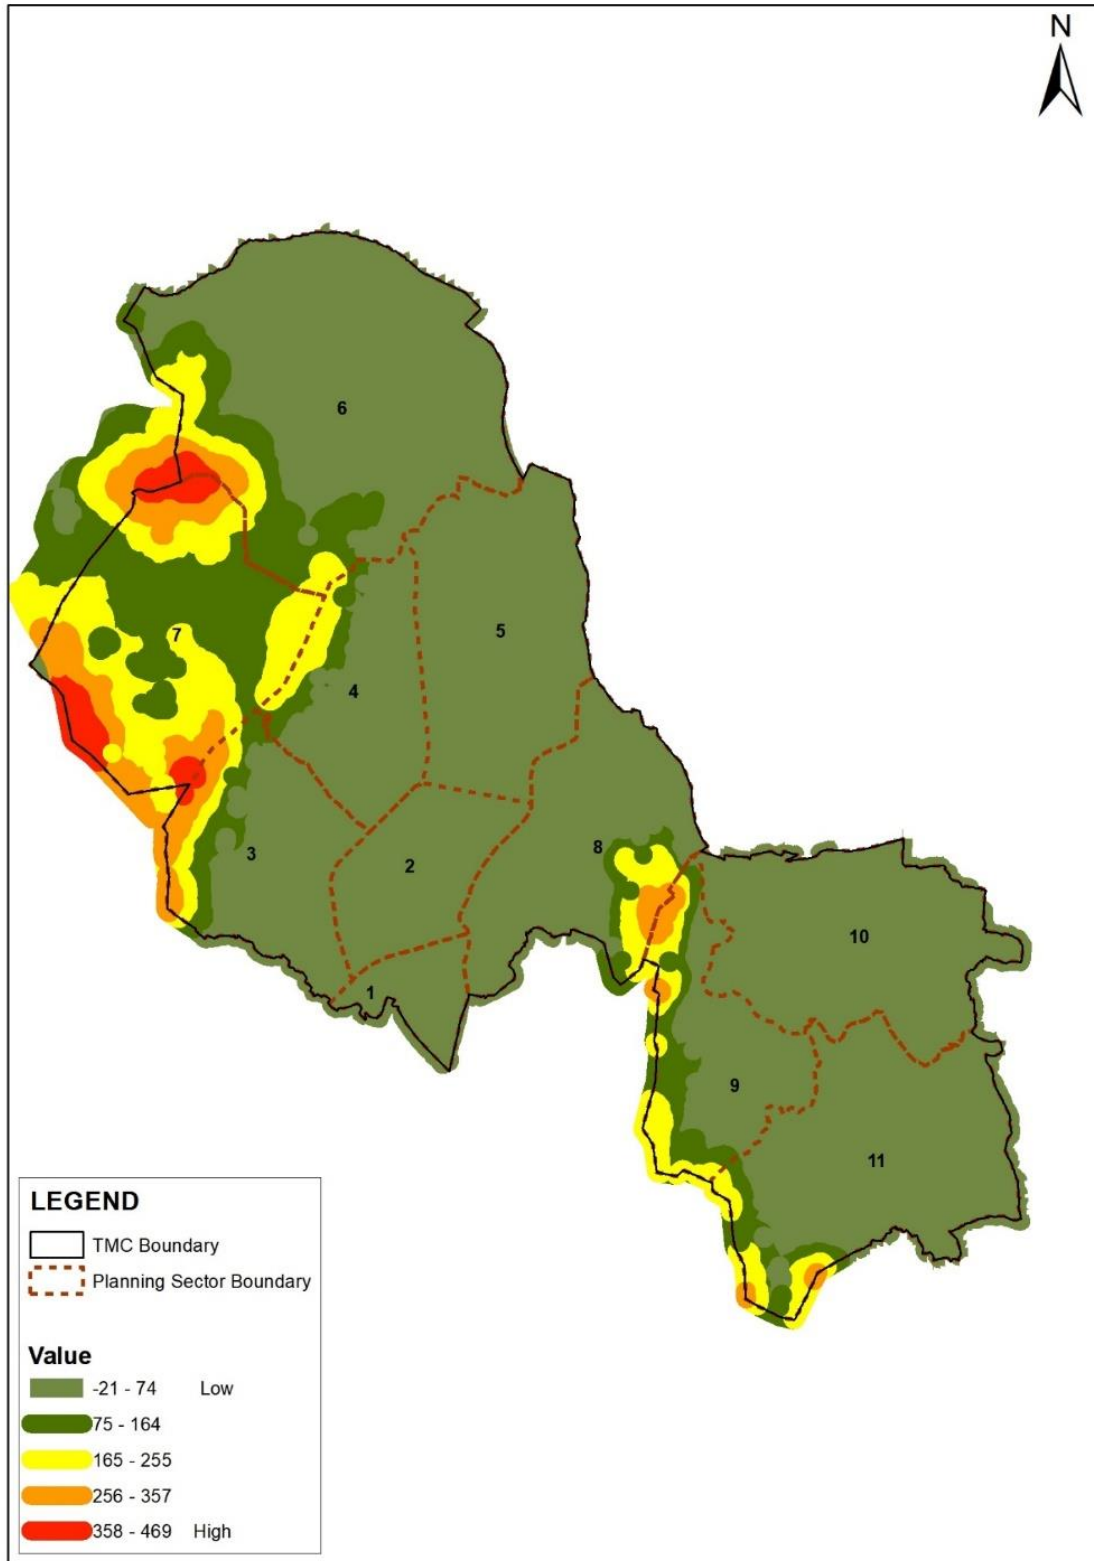 N
6
7
5
4
3
2
8
1
10
9
11
LEGEND
TMC Boundary
Planning Sector Boundary
Value
-21 - 74 Low
75 - 164
165 - 255
256 - 357
358 - 469 High